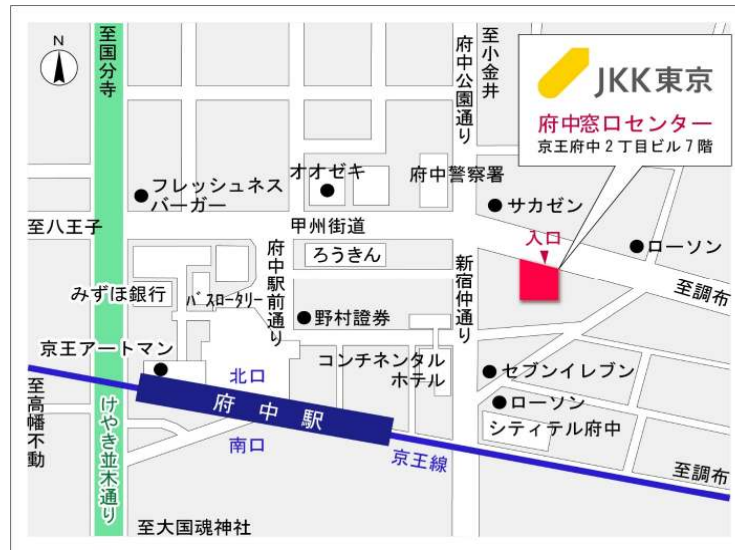 N
至国分寺
府中公園通り
至小金井
JKK東京
府中窓口センター
京王府中2丁目ビル7階
オオゼキ
府中警察署
フレッシュネス
バーガー
サカゼン
至八王子
甲州街道
入口
ローソン
ろうきん
府中駅前通り
新宿仲通り
至調布
みずほ銀行
バスロータリー
野村證券
京王アートマン
コンチネンタル
ホテル
セブンイレブン
北口
至高幡不動
けやき並木通り
府中駅
ローソン
シティテル府中
南口
京王線
至調布
至大国魂神社